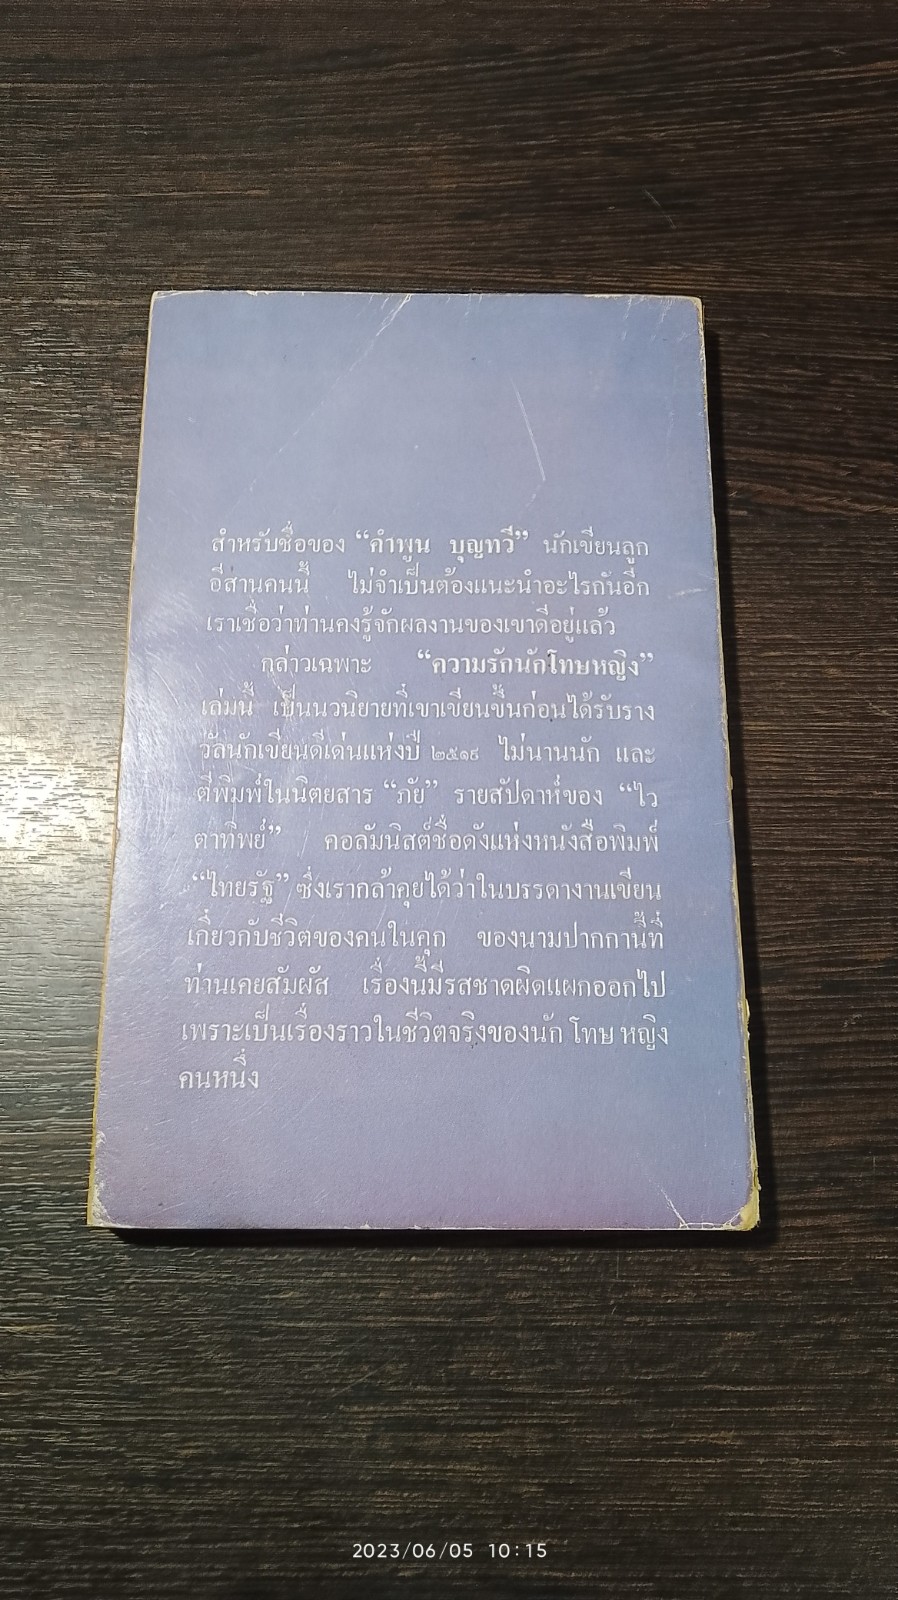 สำหรับชื่อของ “คำพูน บุญทวี” นักเขียนลูก
อีสานคนนี้ ไม่จำเป็นต้องแนะนำอะไรกันอีก
เราเชื่อว่าท่านคงรู้จักผลงานของเขาดีอยู่แล้ว
กล่าวเฉพาะ “ความรักนักโทษหญิง”
เล่มนี้ เป็นนวนิยายที่เขาเขียนขึ้นก่อนได้รับราง
วัลนักเขียนดีเด่นแห่งปี ๒๕๑๙ ไม่นานนัก และ
ตีพิมพ์ในนิตยสาร “ภัย” รายสัปดาห์ของ “ไว
ตาทิพย์” คอลัมนิสต์ชื่อดังแห่งหนังสือพิมพ์
“ไทยรัฐ” ซึ่งเรากล้าคุยได้ว่าในบรรดางานเขียน
เกี่ยวกับชีวิตของคนในคุก ของนามปากกานี้ที่
ท่านเคยสัมผัส เรื่องนี้มีรสชาดผิดแผกออกไป
เพราะเป็นเรื่องราวในชีวิตจริงของนัก โทษ หญิง
คนหนึ่ง
2023/06/05 10:15